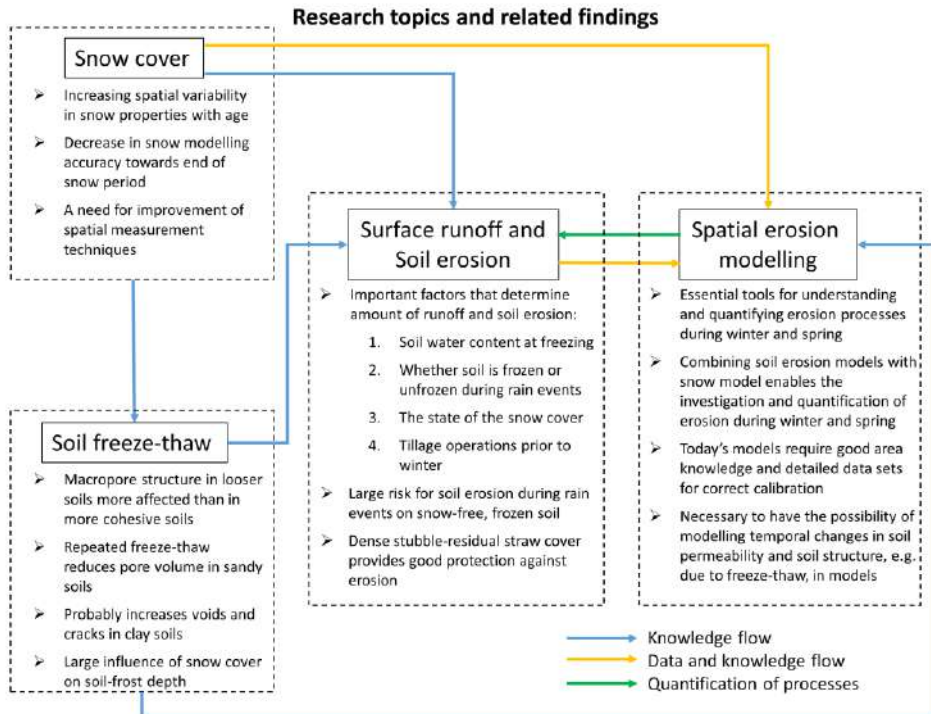 Research topics and related findings
Snow cover
➢ Increasing spatial variability
in snow properties with age
➢ Decrease in snow modelling
accuracy towards end of
snow period
➢ A need for improvement of
spatial measurement
techniques
Soil freeze-thaw
➢ Macropore structure in looser
soils more affected than in
more cohesive soils
➢ Repeated freeze-thaw
reduces pore volume in sandy
soils
➢ Probably increases voids and
cracks in clay soils
➢ Large influence of snow cover
on soil-frost depth
Surface runoff and
Soil erosion
➢ Important factors that determine
amount of runoff and soil erosion:
1. Soil water content at freezing
2. Whether soil is frozen or
unfrozen during rain events
3. The state of the snow cover
4. Tillage operations prior to
winter
➢ Large risk for soil erosion during rain
events on snow-free, frozen soil
➢ Dense stubble-residual straw cover
provides good protection against
erosion
Spatial erosion
modelling
➢ Essential tools for understanding
and quantifying erosion processes
during winter and spring
➢ Combining soil erosion models with
snow model enables the
investigation and quantification of
erosion during winter and spring
➢ Today's models require good area
knowledge and detailed data sets
for correct calibration
➢ Necessary to have the possibility of
modelling temporal changes in soil
permeability and soil structure, e.g.
due to freeze-thaw, in models
Knowledge flow
Data and knowledge flow
Quantification of processes